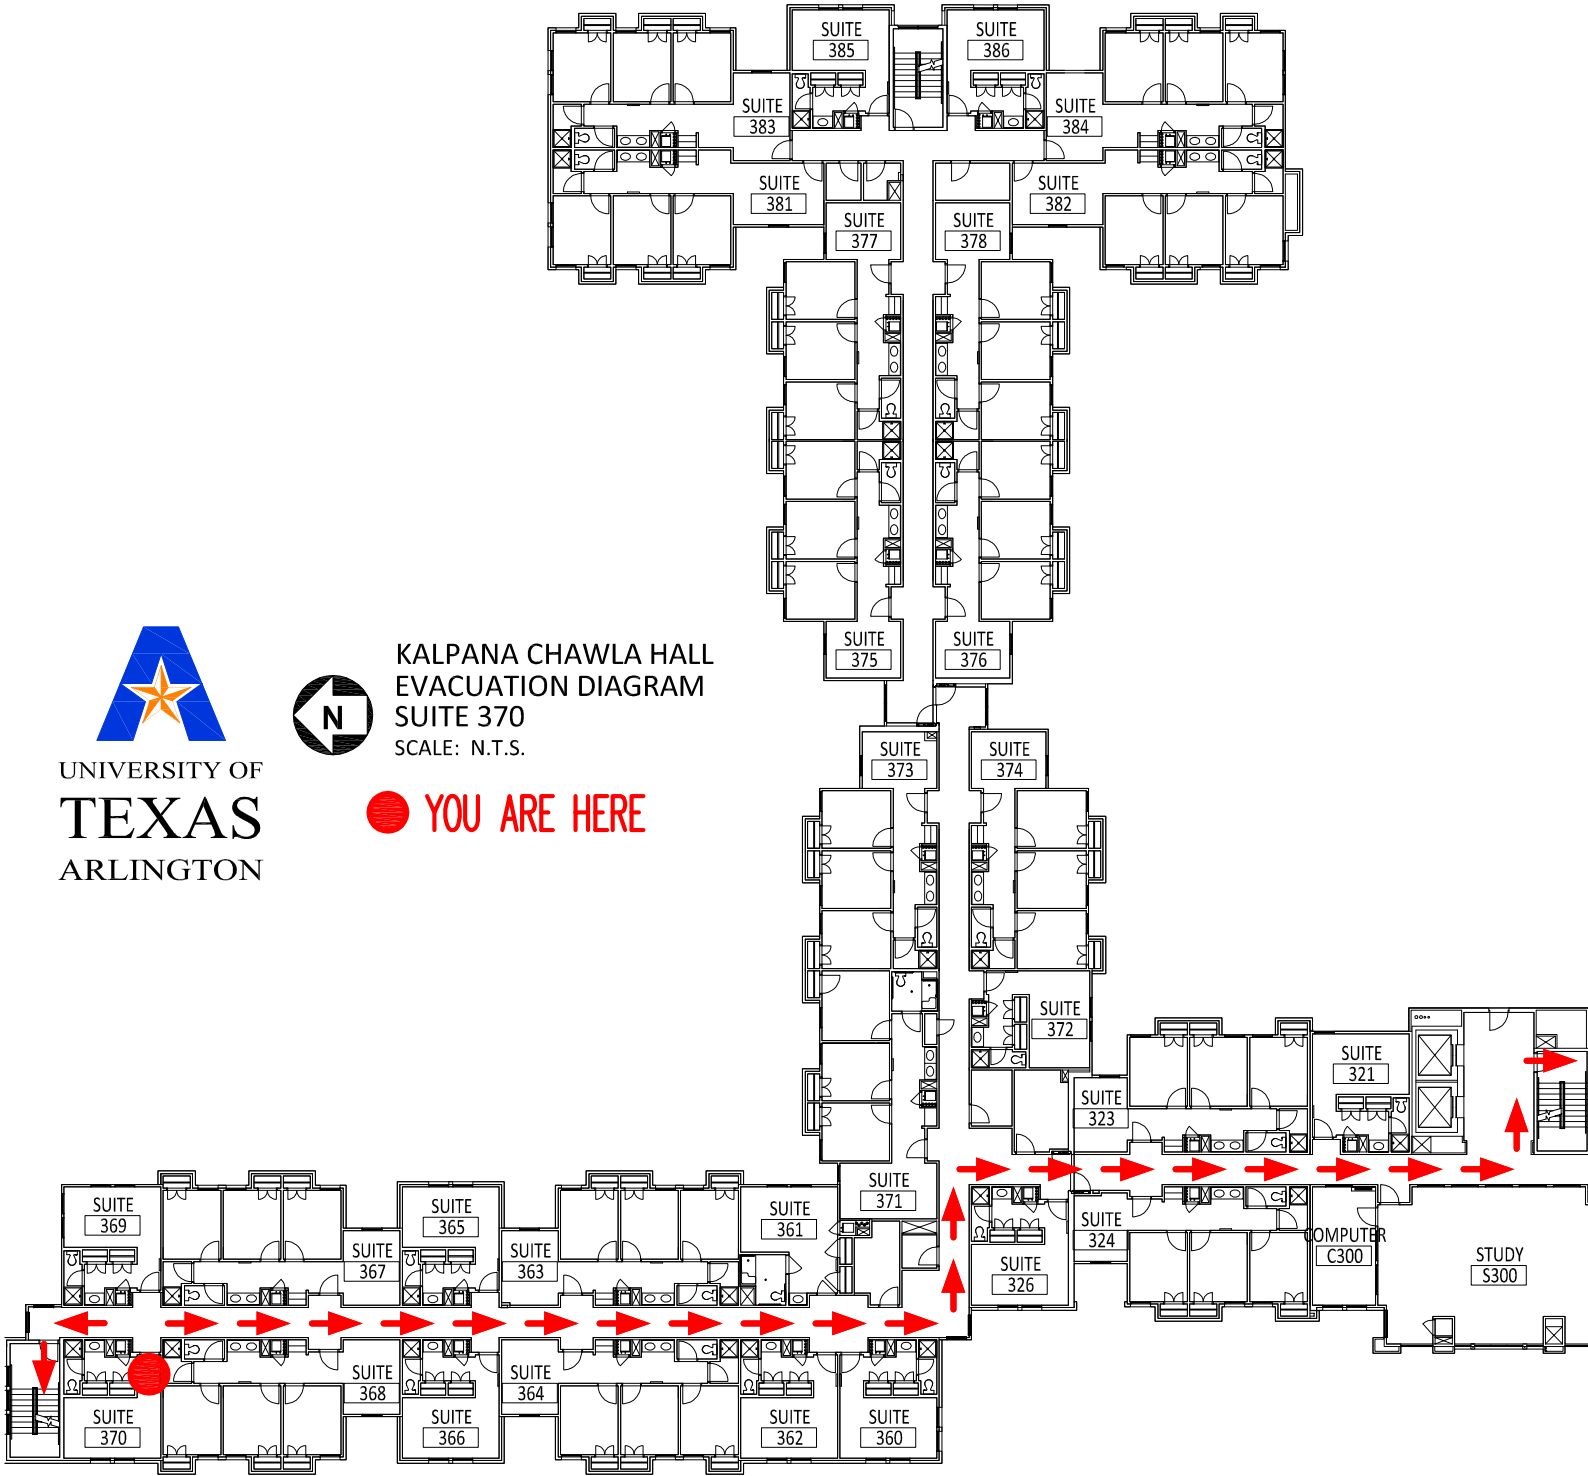 SUITE
385
SUITE
386
SUITE
383
SUITE
384
SUITE
381
SUITE
382
SUITE
377
SUITE
378
SUITE
375
SUITE
376
N
KALPANA CHAWLA HALL
EVACUATION DIAGRAM
SUITE 370
SCALE: N.T.S.
UNIVERSITY OF
TEXAS
ARLINGTON
YOU ARE HERE
SUITE
373
SUITE
374
SUITE
372
SUITE
321
SUITE
323
SUITE
371
SUITE
369
SUITE
365
SUITE
361
SUITE
367
SUITE
363
SUITE
324
SUITE
326
COMPUTER
C300
STUDY
S300
SUITE
368
SUITE
364
SUITE
370
SUITE
366
SUITE
362
SUITE
360